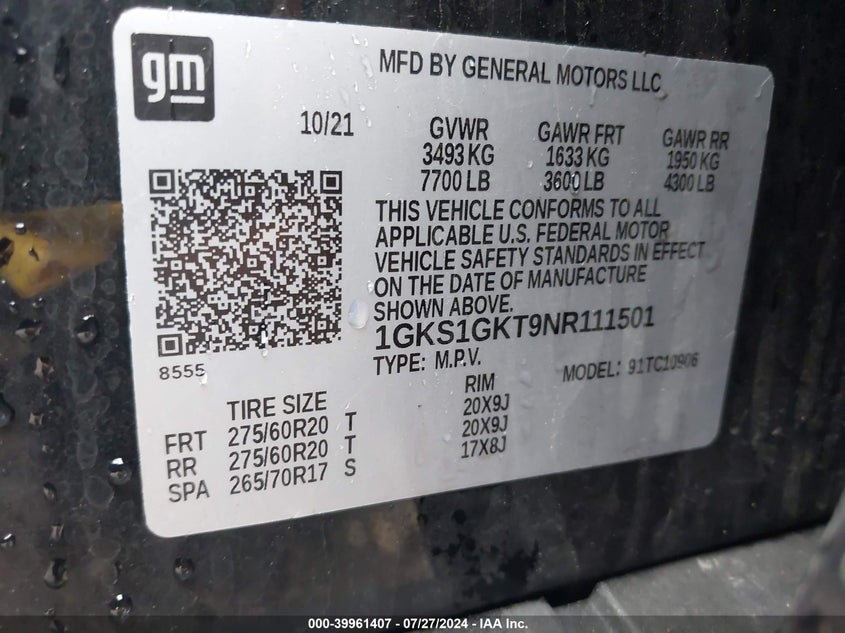 gm
MFD BY GENERAL MOTORS LLC
10/21 GVWR GAWR FRT GAWR RR
3493 KG 1633 KG 1950 KG
7700 LB 3600 LB 4300 LB
THIS VEHICLE CONFORMS TO ALL
APPLICABLE U.S. FEDERAL MOTOR
VEHICLE SAFETY STANDARDS IN EFFECT
ON THE DATE OF MANUFACTURE
SHOWN ABOVE.
1GKS1GKT9NR111501
8555
TYPE: M.P.V. MODEL: 91TC10906
TIRE SIZE RIM
FRT 275/60R20 T 20X9J
RR 275/60R20 T 20X9J
SPA 265/70R17 S 17X8J
000-39961407 / 07/27/2024 - IAA Inc.